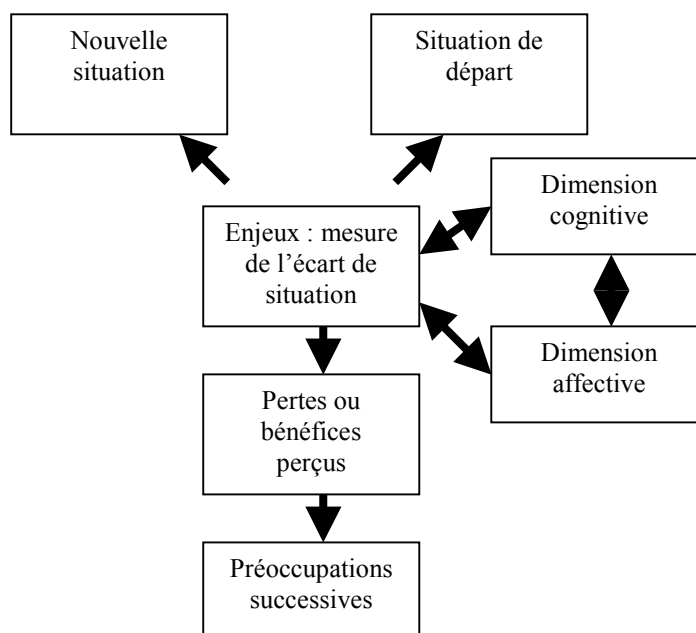 Nouvelle
situation
Situation de
départ
Dimension
cognitive
Enjeux : mesure
de l’écart de
situation
Dimension
affective
Pertes ou
bénéfices
perçus
Préoccupations
successives